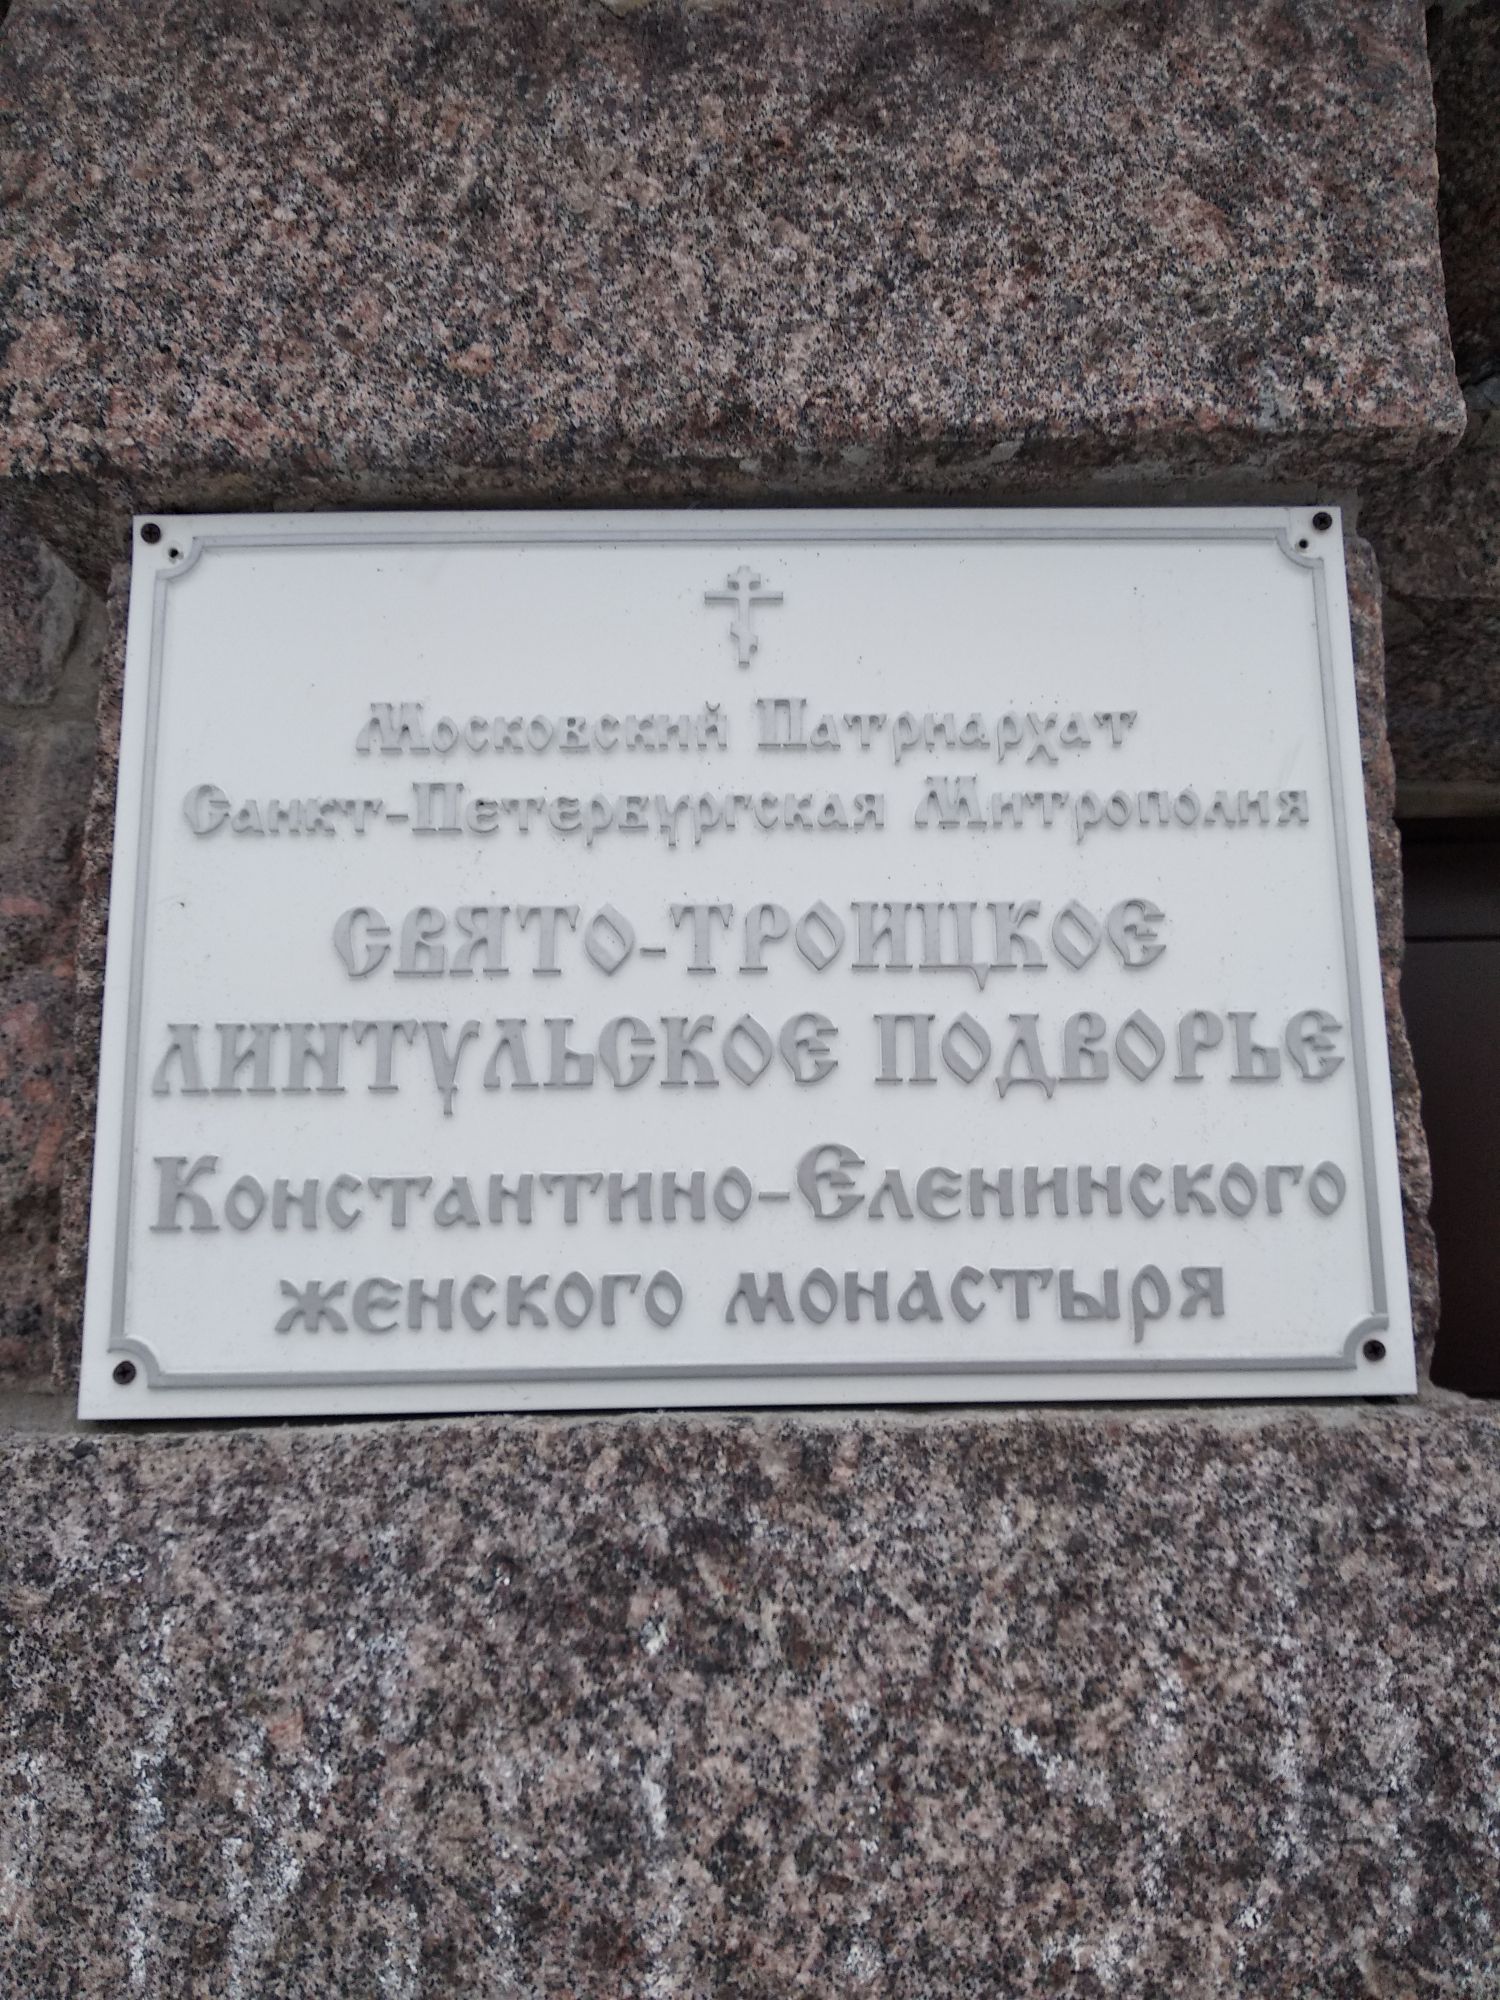 Московский Патриархат
Санкт-Петербургская Митрополия
СВЯТО-ТРОИЦКОЕ
ЛИНТУЛЬСКОЕ ПОДВОРЬЕ
Константино-Еленинского
женского монастыря